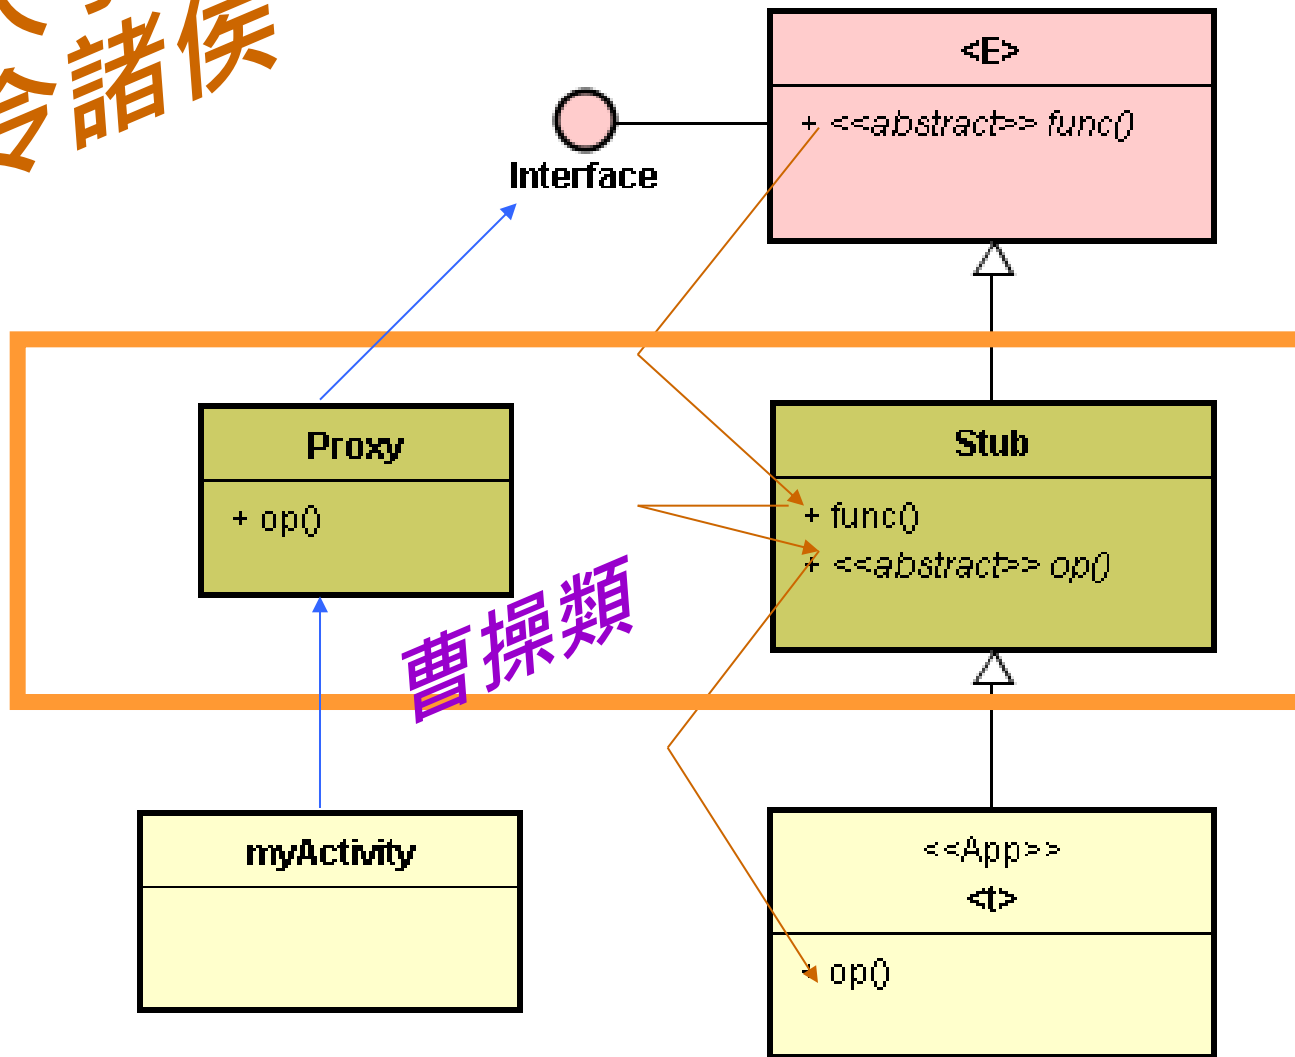 令諸侯
<E>
+ <<abstract>> func()
Interface
Proxy
+ op()
Stub
+ func()
+ <<abstract>> op()
曹操類
myActivity
<<App>>
<t>
+ op()